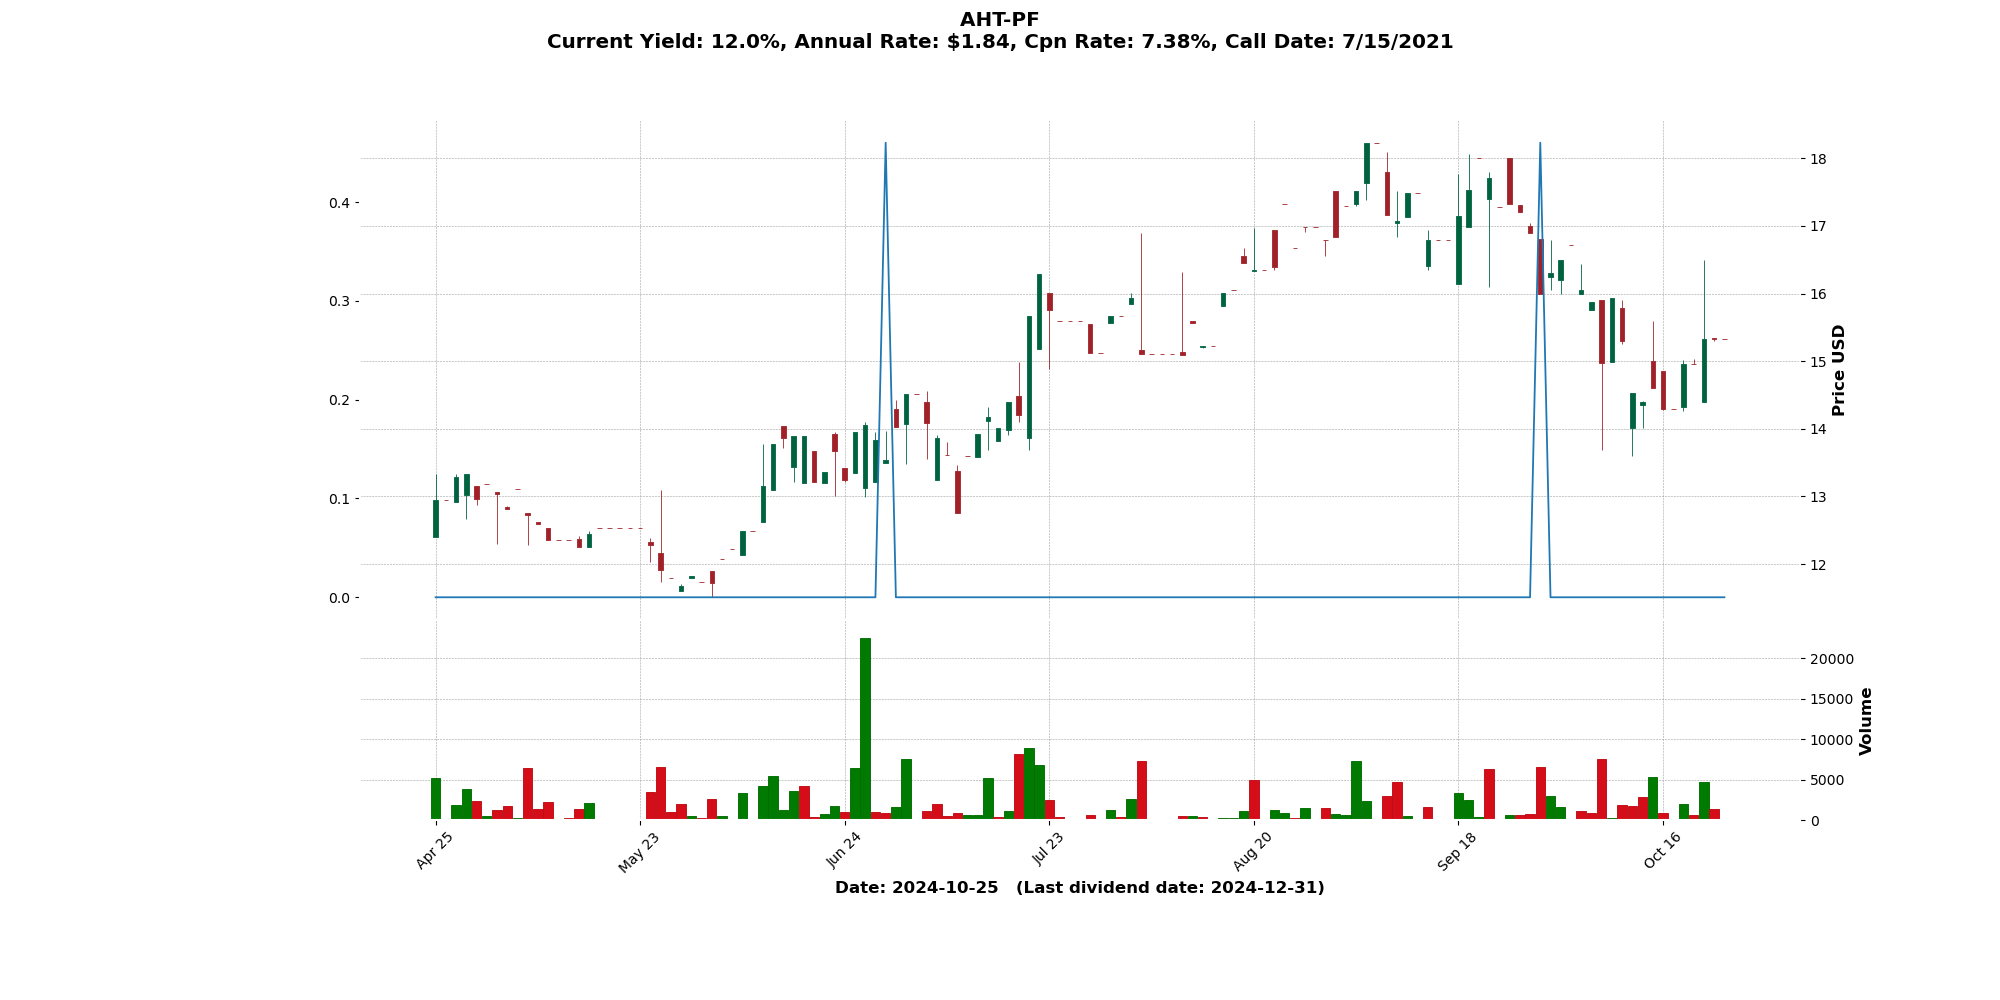 AHT-PF
Current Yield: 12.0%, Annual Rate: $1.84, Cpn Rate: 7.38%, Call Date: 7/15/2021
0.4
0.3
0.2
0.1
0.0
18
17
16
15
14
13
12
Price USD
20000
15000
10000
5000
0
Volume
Apr 25
May 23
Jun 24
Jul 23
Aug 20
Sep 18
Oct 16
Date: 2024-10-25 (Last dividend date: 2024-12-31)